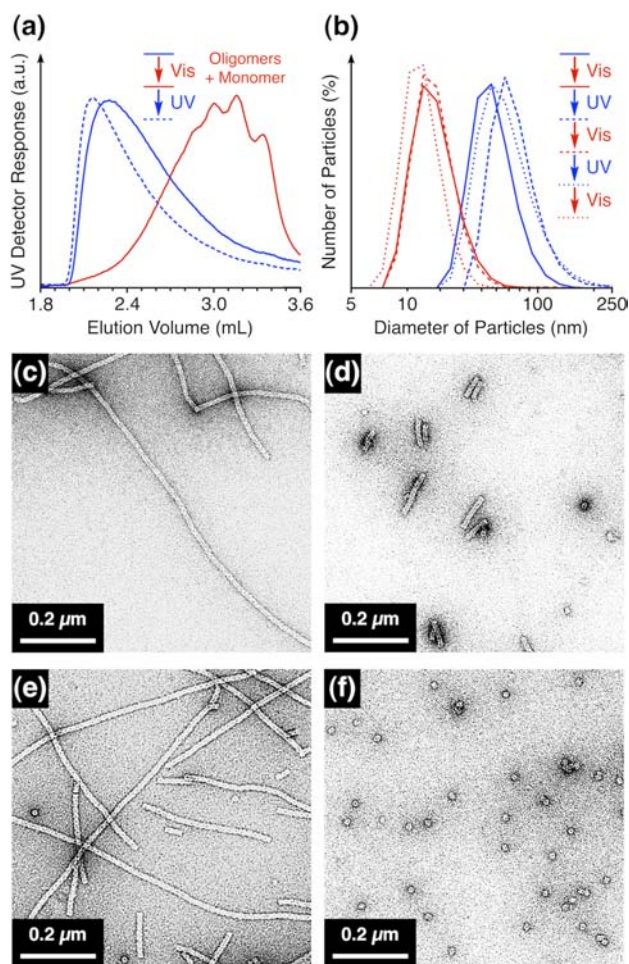 (a)
Vis
UV
Oligomers
+ Monomer
UV Detector Response (a.u.)
1.8 2.4 3.0 3.6
Elution Volume (mL)
(b)
Vis
UV
Vis
UV
Vis
Number of Particles (%)
5 10 100 250
Diameter of Particles (nm)
(c)
0.2 µm
(d)
0.2 µm
(e)
0.2 µm
(f)
0.2 µm